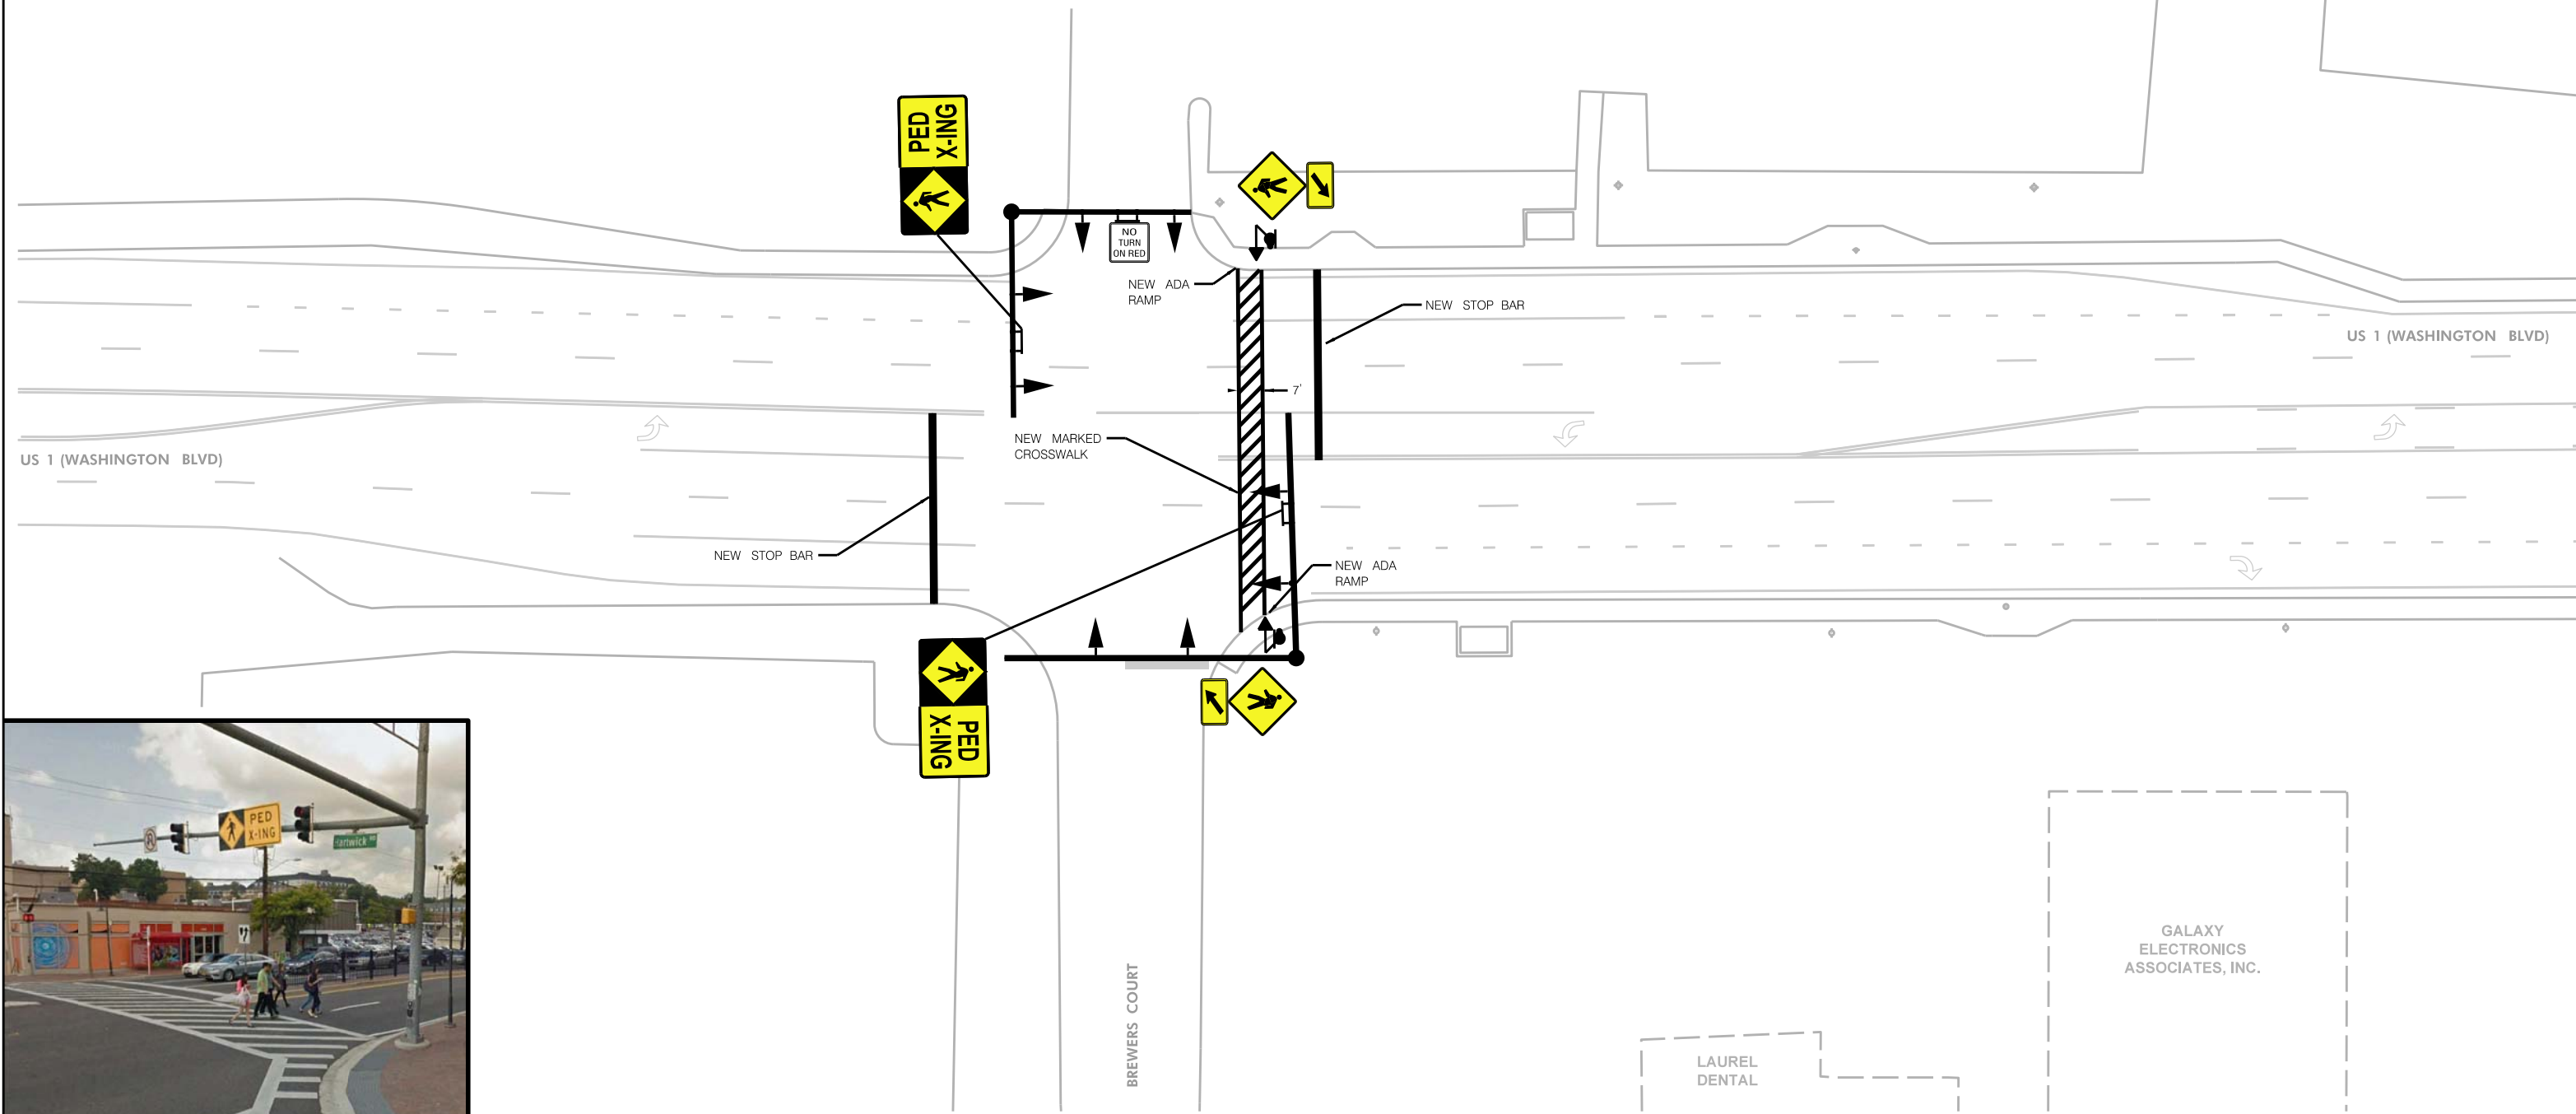 PED
X-ING
NO
TURN
ON RED
NEW ADA
RAMP
NEW STOP BAR
US 1 (WASHINGTON BLVD)
7'
NEW MARKED
CROSSWALK
US 1 (WASHINGTON BLVD)
NEW STOP BAR
NEW ADA
RAMP
PED
X-ING
PED
X-ING
Hartwick
GALAXY
ELECTRONICS
ASSOCIATES, INC.
BREWERS COURT
LAUREL
DENTAL